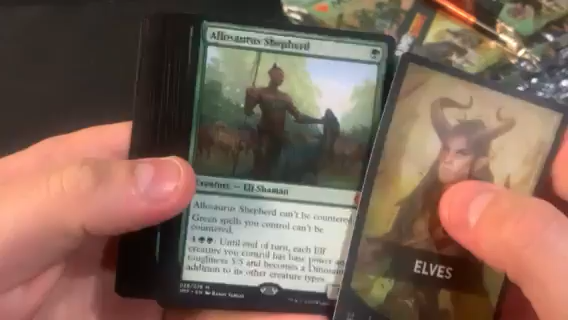 Allosaurus Shepherd
Creature — Elf Shaman
Allosaurus Shepherd can't be countered
Green spells you control can't be
countered.
Until end of turn, each Elf
creature you control has base power
toughness 5/5 and becomes a Dinosaur
addition to its other creature types
ELVES